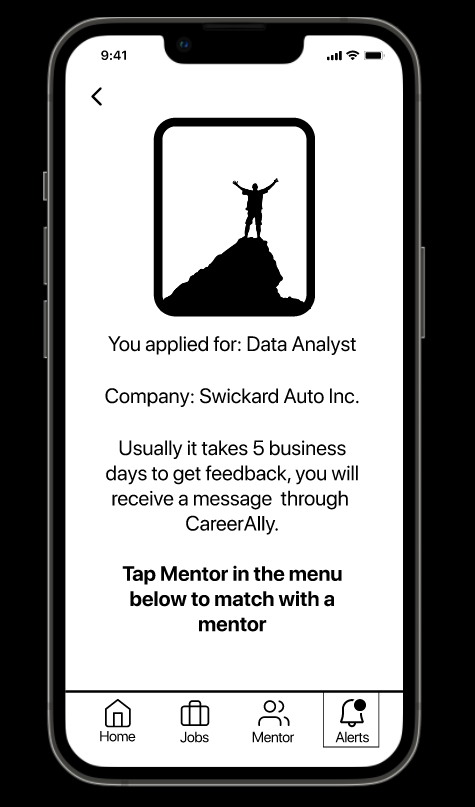 9:41
You applied for: Data Analyst
Company: Swickard Auto Inc.
Usually it takes 5 business
days to get feedback, you will
receive a message through
CareerAlly.
Tap Mentor in the menu
below to match with a
mentor
Home Jobs Mentor Alerts